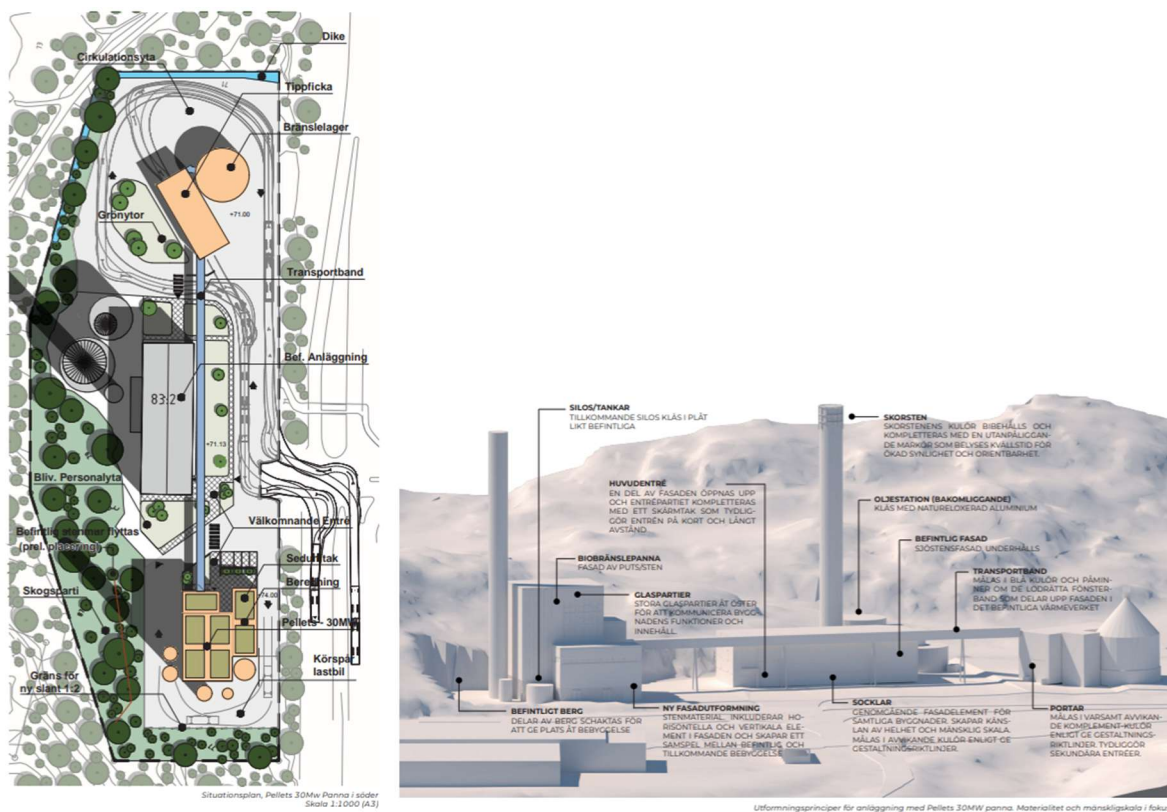 Dike
Cirkulationsyta
Tippficka
Bränslelager
+71.00
Grönytor
Transportband
Bef. Anläggning
83:2
+71.13
Bliv. Personalyta
Välkomnande Entré
Befintlig stenmur flyttas
(prel. placering)
Sedumtak
Beredning
+74.00
Skogsparti
Pellets - 30MW
Körspår
lastbil
Gräns för
ny slänt 1:2
Situationsplan, Pellets 30Mw Panna i söder
Skala 1:1000 (A3)
SILOS/TANKAR
TILLKOMMANDE SILOS KLÄS I PLÅT
LIKT BEFINTLIGA
SKORSTEN
SKORSTENENS KULÖR BIBEHÅLLS OCH
KOMPLETTERAS MED EN UTANPÅLIGGAN-
DE MARKÖR SOM BELYSES KVÄLLSTID FÖR
ÖKAD SYNLIGHET OCH ORIENTBARHET.
HUVUDENTRÉ
EN DEL AV FASADEN ÖPPNAS UPP
OCH ENTRÉPARTIET KOMPLETTERAS
MED ETT SKÄRMTAK SOM TYDLIG-
GÖR ENTRÉN PÅ KORT OCH LÅNGT
AVSTÅND
OLJESTATION (BAKOMLIGGANDE)
KLÄS MED NATURELOXERAD ALUMINIUM
BEFINTLIG FASAD
SJÖSTENSFASAD, UNDERHÅLLS
BIOBRÄNSLEPANNA
FASAD AV PUTS/STEN
TRANSPORTBAND
MÅLAS I BLÅ KULÖR OCH PÅMIN-
NER OM DE LODRÄTTA FÖNSTER-
BAND SOM DELAR UPP FASADEN I
DET BEFINTLIGA VÄRMEVERKET
GLASPARTIER
STORA GLASPARTIER ÅT ÖSTER
FÖR ATT KOMMUNICERA BYGG-
NADENS FUNKTIONER OCH
INNEHÅLL
BEFINTLIGT BERG
DELAR AV BERG SCHAKTAS FÖR
ATT GE PLATS ÅT BEBYGGELSE
NY FASADUTFORMNING
STENMATERIAL, INKLUDERAR HO-
RISONTELLA OCH VERTIKALA ELE-
MENT I FASADEN OCH SKAPAR ETT
SAMSPEL MELLAN BEFINTLIG OCH
TILLKOMMANDE BEBYGGELSE
SOCKLAR
GENOMGÅENDE FASADELEMENT FÖR
SAMTLIGA BYGGNADER. SKAPAR KÄNS-
LAN AV HELHET OCH MÄNSKLIG SKALA.
MÅLAS I AVVIKANDE KULÖR ENLIGT GE
GESTALTNINGSRIKTLINJER.
PORTAR
MÅLAS I VARSAMT AVVIKAN-
DE KOMPLEMENT-KULÖR
ENLIGT GE GESTALTNINGS-
RIKTLINJER. TYDLIGGÖR
SEKUNDÄRA ENTRÉER.
Utformningsprinciper för anläggning med Pellets 30MW panna. Materialitet och mänskligskala i foku